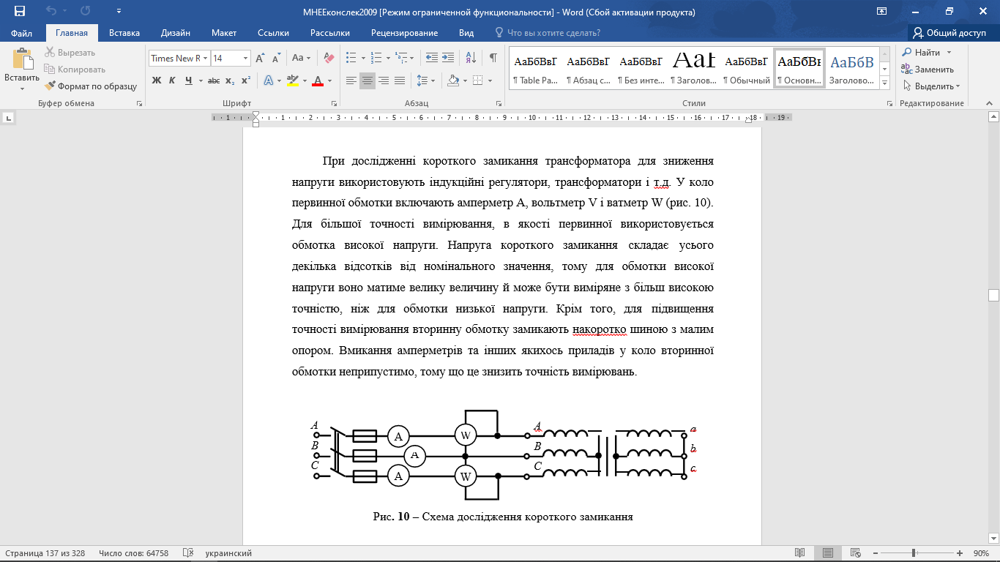 МНЕЕконслек2009 [Режим ограниченной функциональности] - Word (Сбой активации продукта)
Файл Главная Вставка Дизайн Макет Ссылки Рассылки Рецензирование Вид Что вы хотите сделать? Общий доступ
Вставить
Вырезать
Копировать
Формат по образцу
Буфер обмена
Times New R 14 Aa
Ж К Ч abc x₂ x² А ab А
Шрифт
А Я ¶
Абзац
АаБбВвГ АаБбВвГ АаБбВвГ АаБ АаБбВвГ АаБбВв АаБбВ
¶ Table Pa... ¶ Абзац с... ¶ Без инте... ¶ Заголов... ¶ Обычный ¶ Основн... Заголово...
Стили
Найти
Заменить
Выделить
Редактирование
1 1 2 3 4 5 6 7 8 9 10 11 12 13 14 15 16 17 18 19
При дослідженні короткого замикання трансформатора для зниження
напруги використовують індукційні регулятори, трансформатори і т.д. У коло
первинної обмотки включають амперметр А, вольтметр V і ватметр W (рис. 10).
Для більшої точності вимірювання, в якості первинної використовується
обмотка високої напруги. Напруга короткого замикання складає усього
декілька відсотків від номінального значення, тому для обмотки високої
напруги воно матиме велику величину й може бути виміряне з більш високою
точністю, ніж для обмотки низької напруги. Крім того, для підвищення
точності вимірювання вторинну обмотку замикають накоротко шиною з малим
опором. Вмикання амперметрів та інших якихось приладів у коло вторинної
обмотки неприпустимо, тому що це знизить точність вимірювань.
A A W A a
B A B b
C A W C c
Рис. 10 – Схема дослідження короткого замикання
Страница 137 из 328 Число слов: 64758 украинский 90%